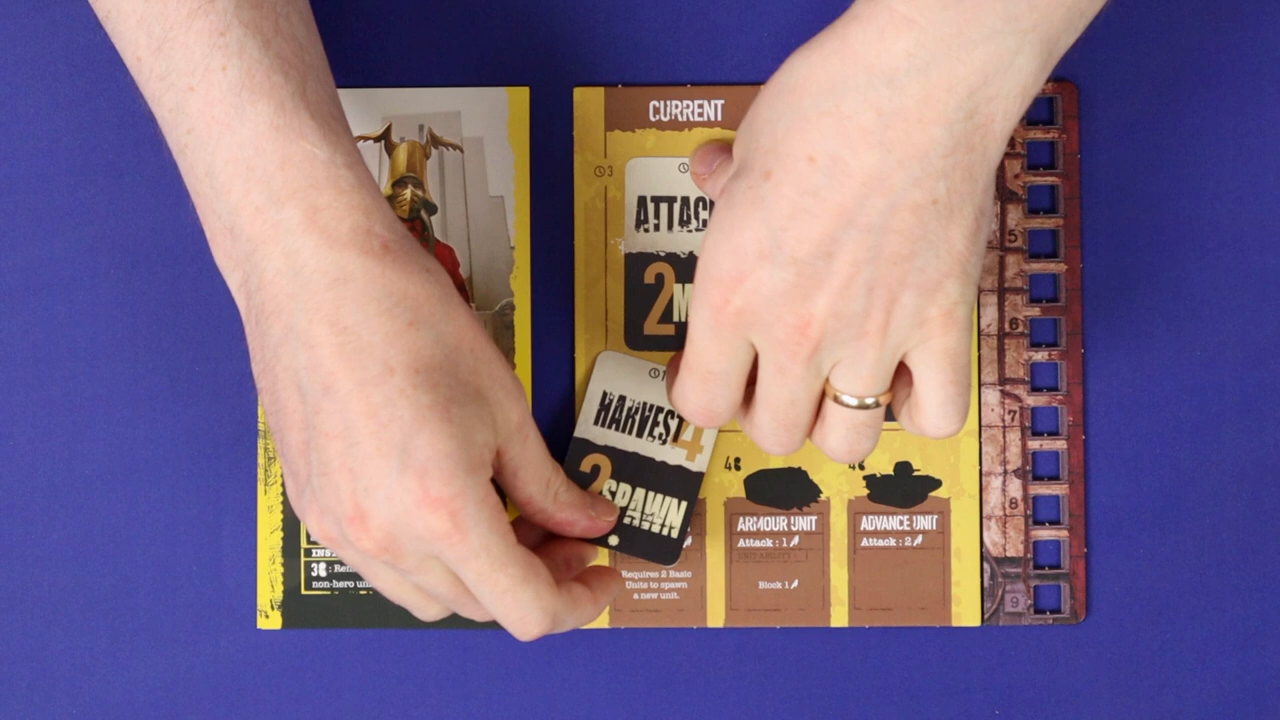 CURRENT
3
ATTAC
2 M
1
HARVEST 4
2 SPAWN
4
4
ARMOUR UNIT
Attack : 1
Block 1
ADVANCE UNIT
Attack : 2
Requires 2 Basic
Units to spawn
a new unit.
INST
3 : Rem
non-hero un
5
6
7
8
9